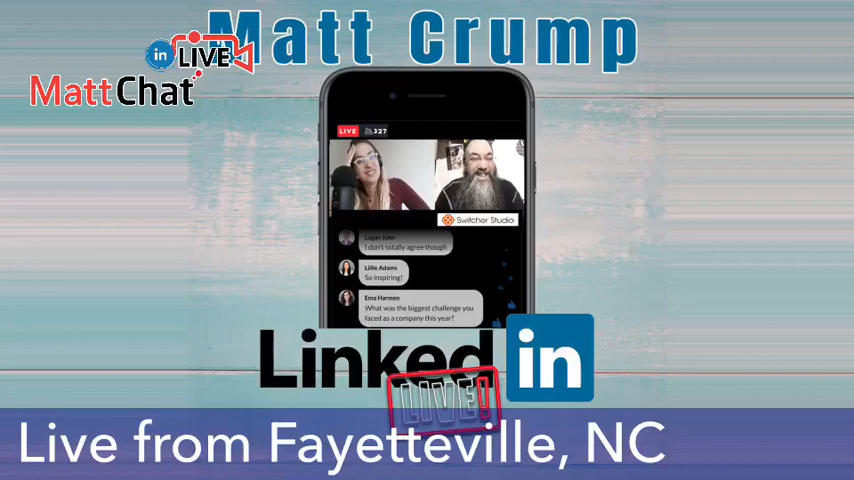 Matt Crump
in LIVE
MattChat
LIVE 327
Switcher Studio
Logan John
I don't totally agree though
Lillie Adams
So inspiring!
Ema Harmon
What was the biggest challenge you
faced as a company this year?
Linked in
LIVE!
Live from Fayetteville, NC